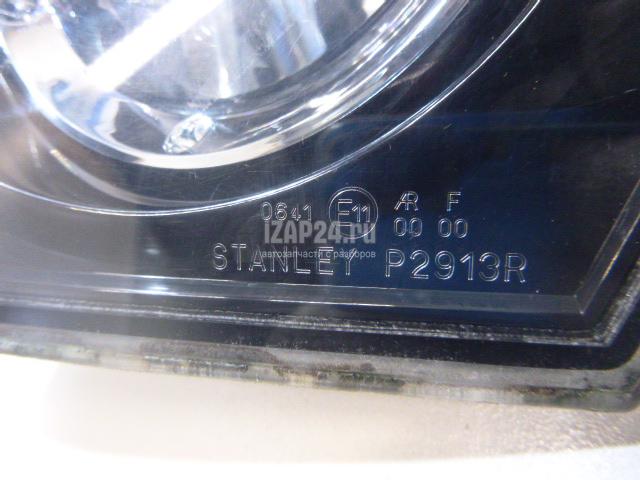 0641 E11 AR F
00 00
IZAP24.ru
автозапчасти с разборов
STANLEY P2913R